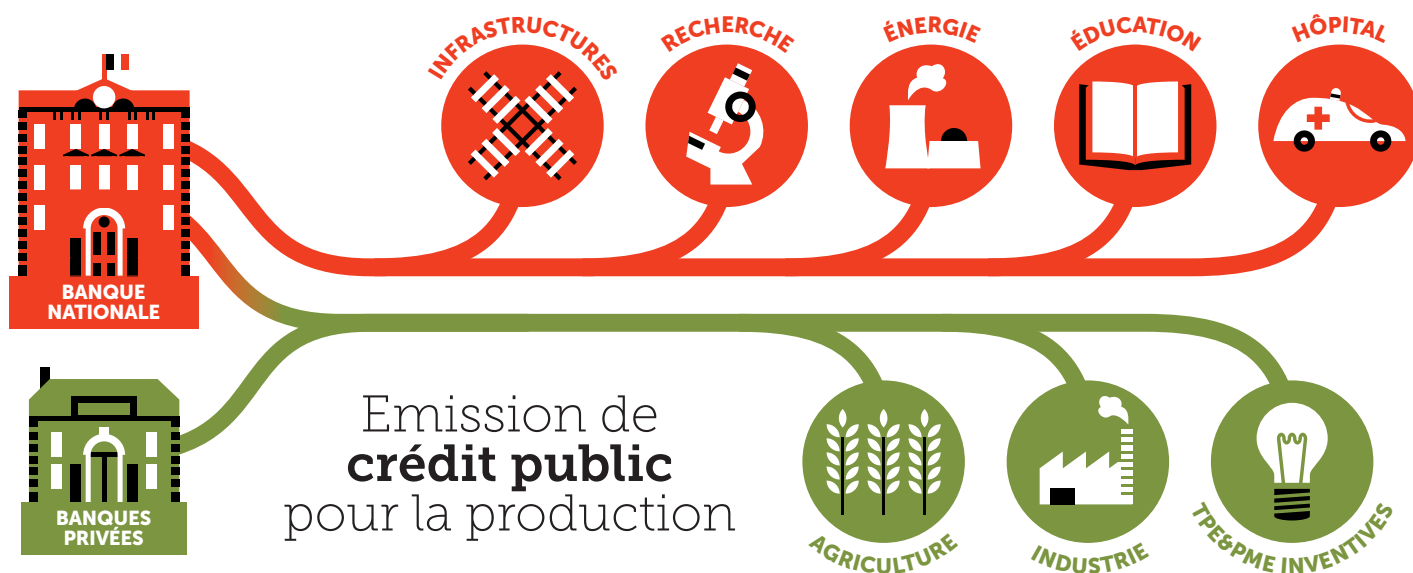 INFRASTRUCTURES
RECHERCHE
ÉNERGIE
ÉDUCATION
HÔPITAL
BANQUE
NATIONALE
Emission de
crédit public
pour la production
BANQUES
PRIVÉES
AGRICULTURE
INDUSTRIE
TPE&PME INVENTIVES